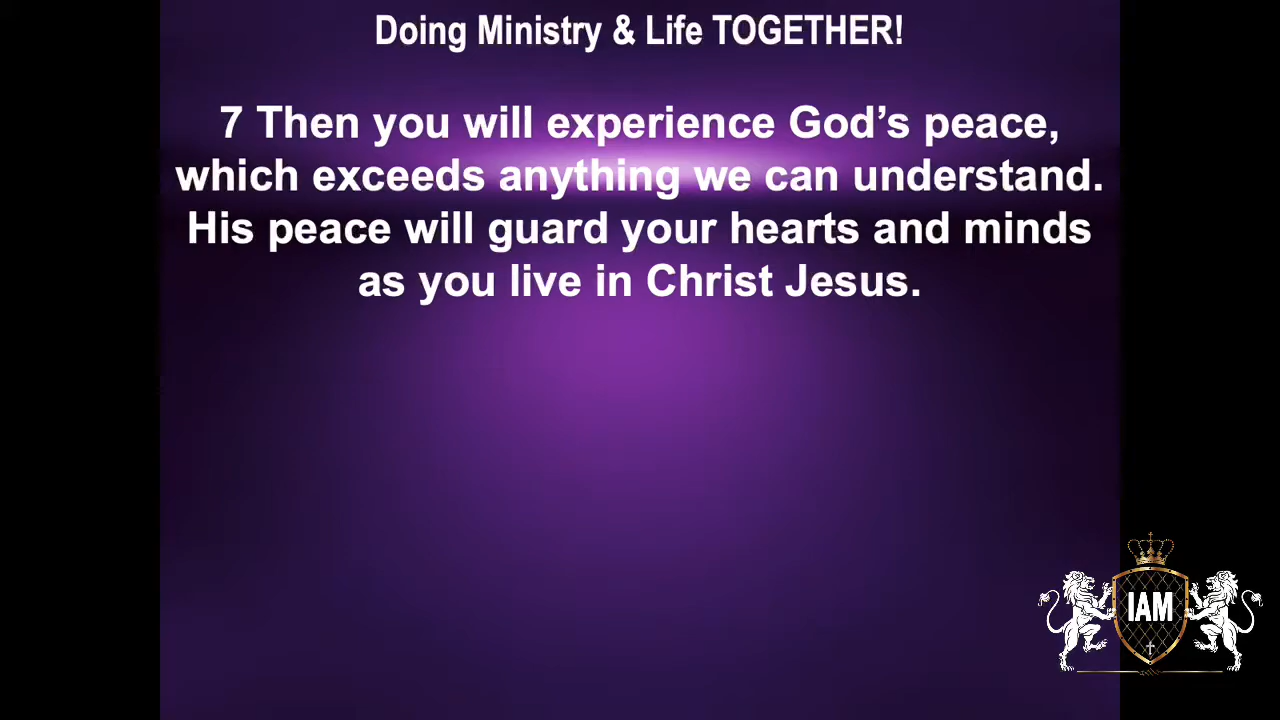 Doing Ministry & Life TOGETHER!
7 Then you will experience God’s peace,
which exceeds anything we can understand.
His peace will guard your hearts and minds
as you live in Christ Jesus.
IAM